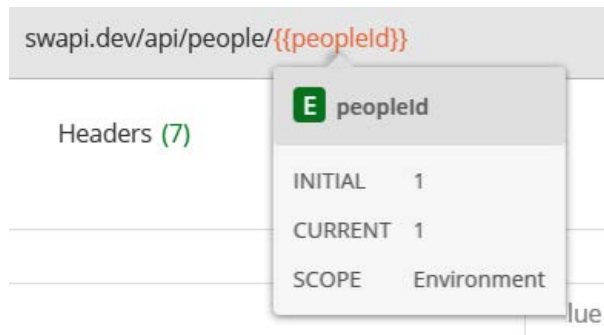 swapi.dev/api/people/{{peopleId}}
E peopleId
Headers (7)
INITIAL 1
CURRENT 1
SCOPE Environment
lue